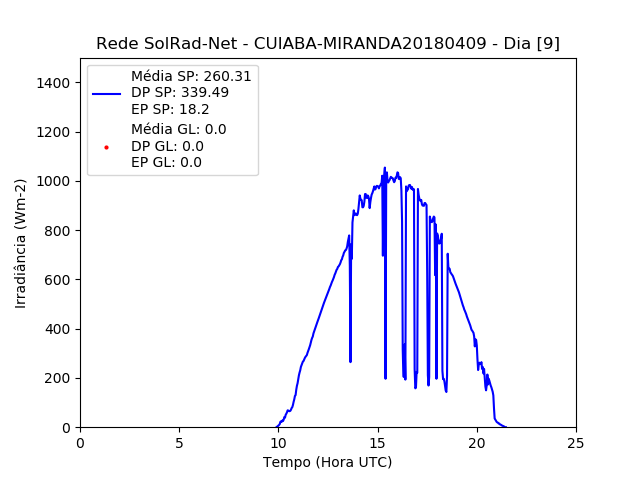 Rede SolRad-Net - CUIABA-MIRANDA20180409 - Dia [9]
Média SP: 260.31
DP SP: 339.49
EP SP: 18.2
Média GL: 0.0
DP GL: 0.0
EP GL: 0.0
1400
1200
1000
800
600
400
200
0
Irradiância (Wm-2)
0 5 10 15 20 25
Tempo (Hora UTC)